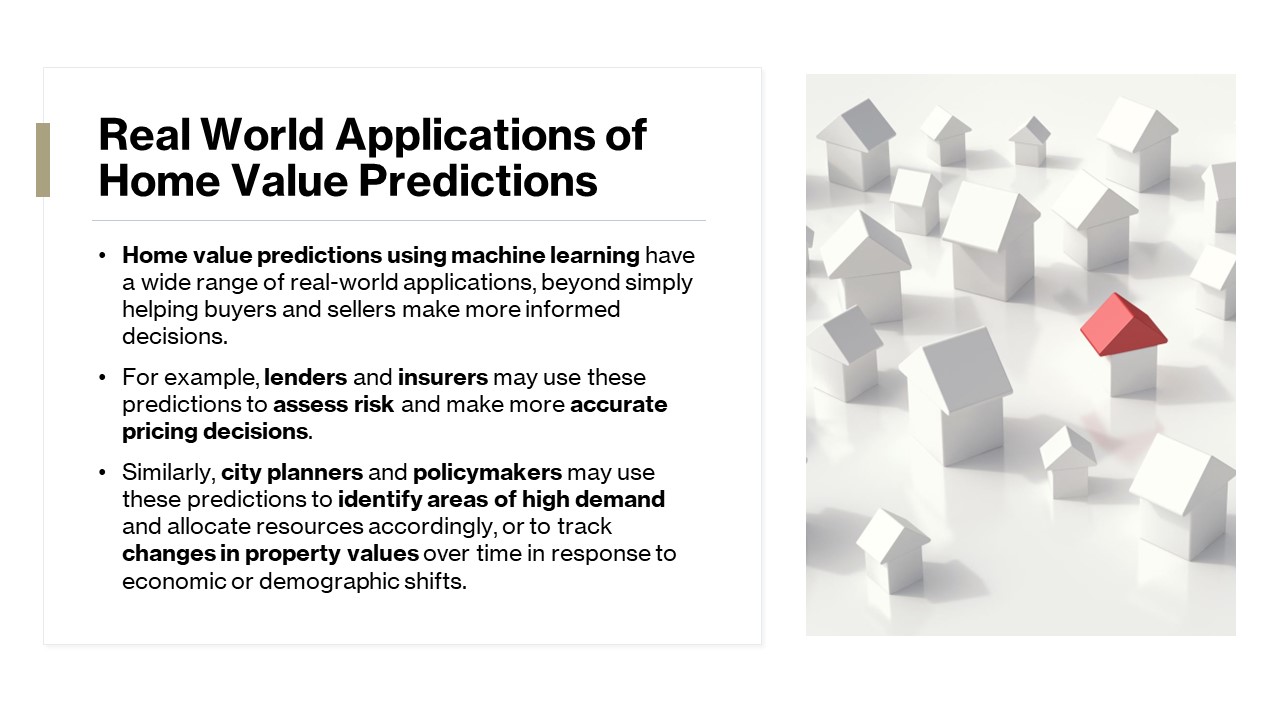 Real World Applications of
Home Value Predictions
• Home value predictions using machine learning have
a wide range of real-world applications, beyond simply
helping buyers and sellers make more informed
decisions.
• For example, lenders and insurers may use these
predictions to assess risk and make more accurate
pricing decisions.
• Similarly, city planners and policymakers may use
these predictions to identify areas of high demand
and allocate resources accordingly, or to track
changes in property values over time in response to
economic or demographic shifts.